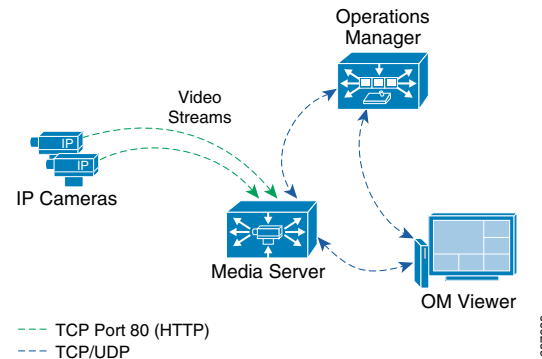 Operations
Manager
Video
Streams
IP
IP
IP Cameras
Media Server
OM Viewer
TCP Port 80 (HTTP)
TCP/UDP